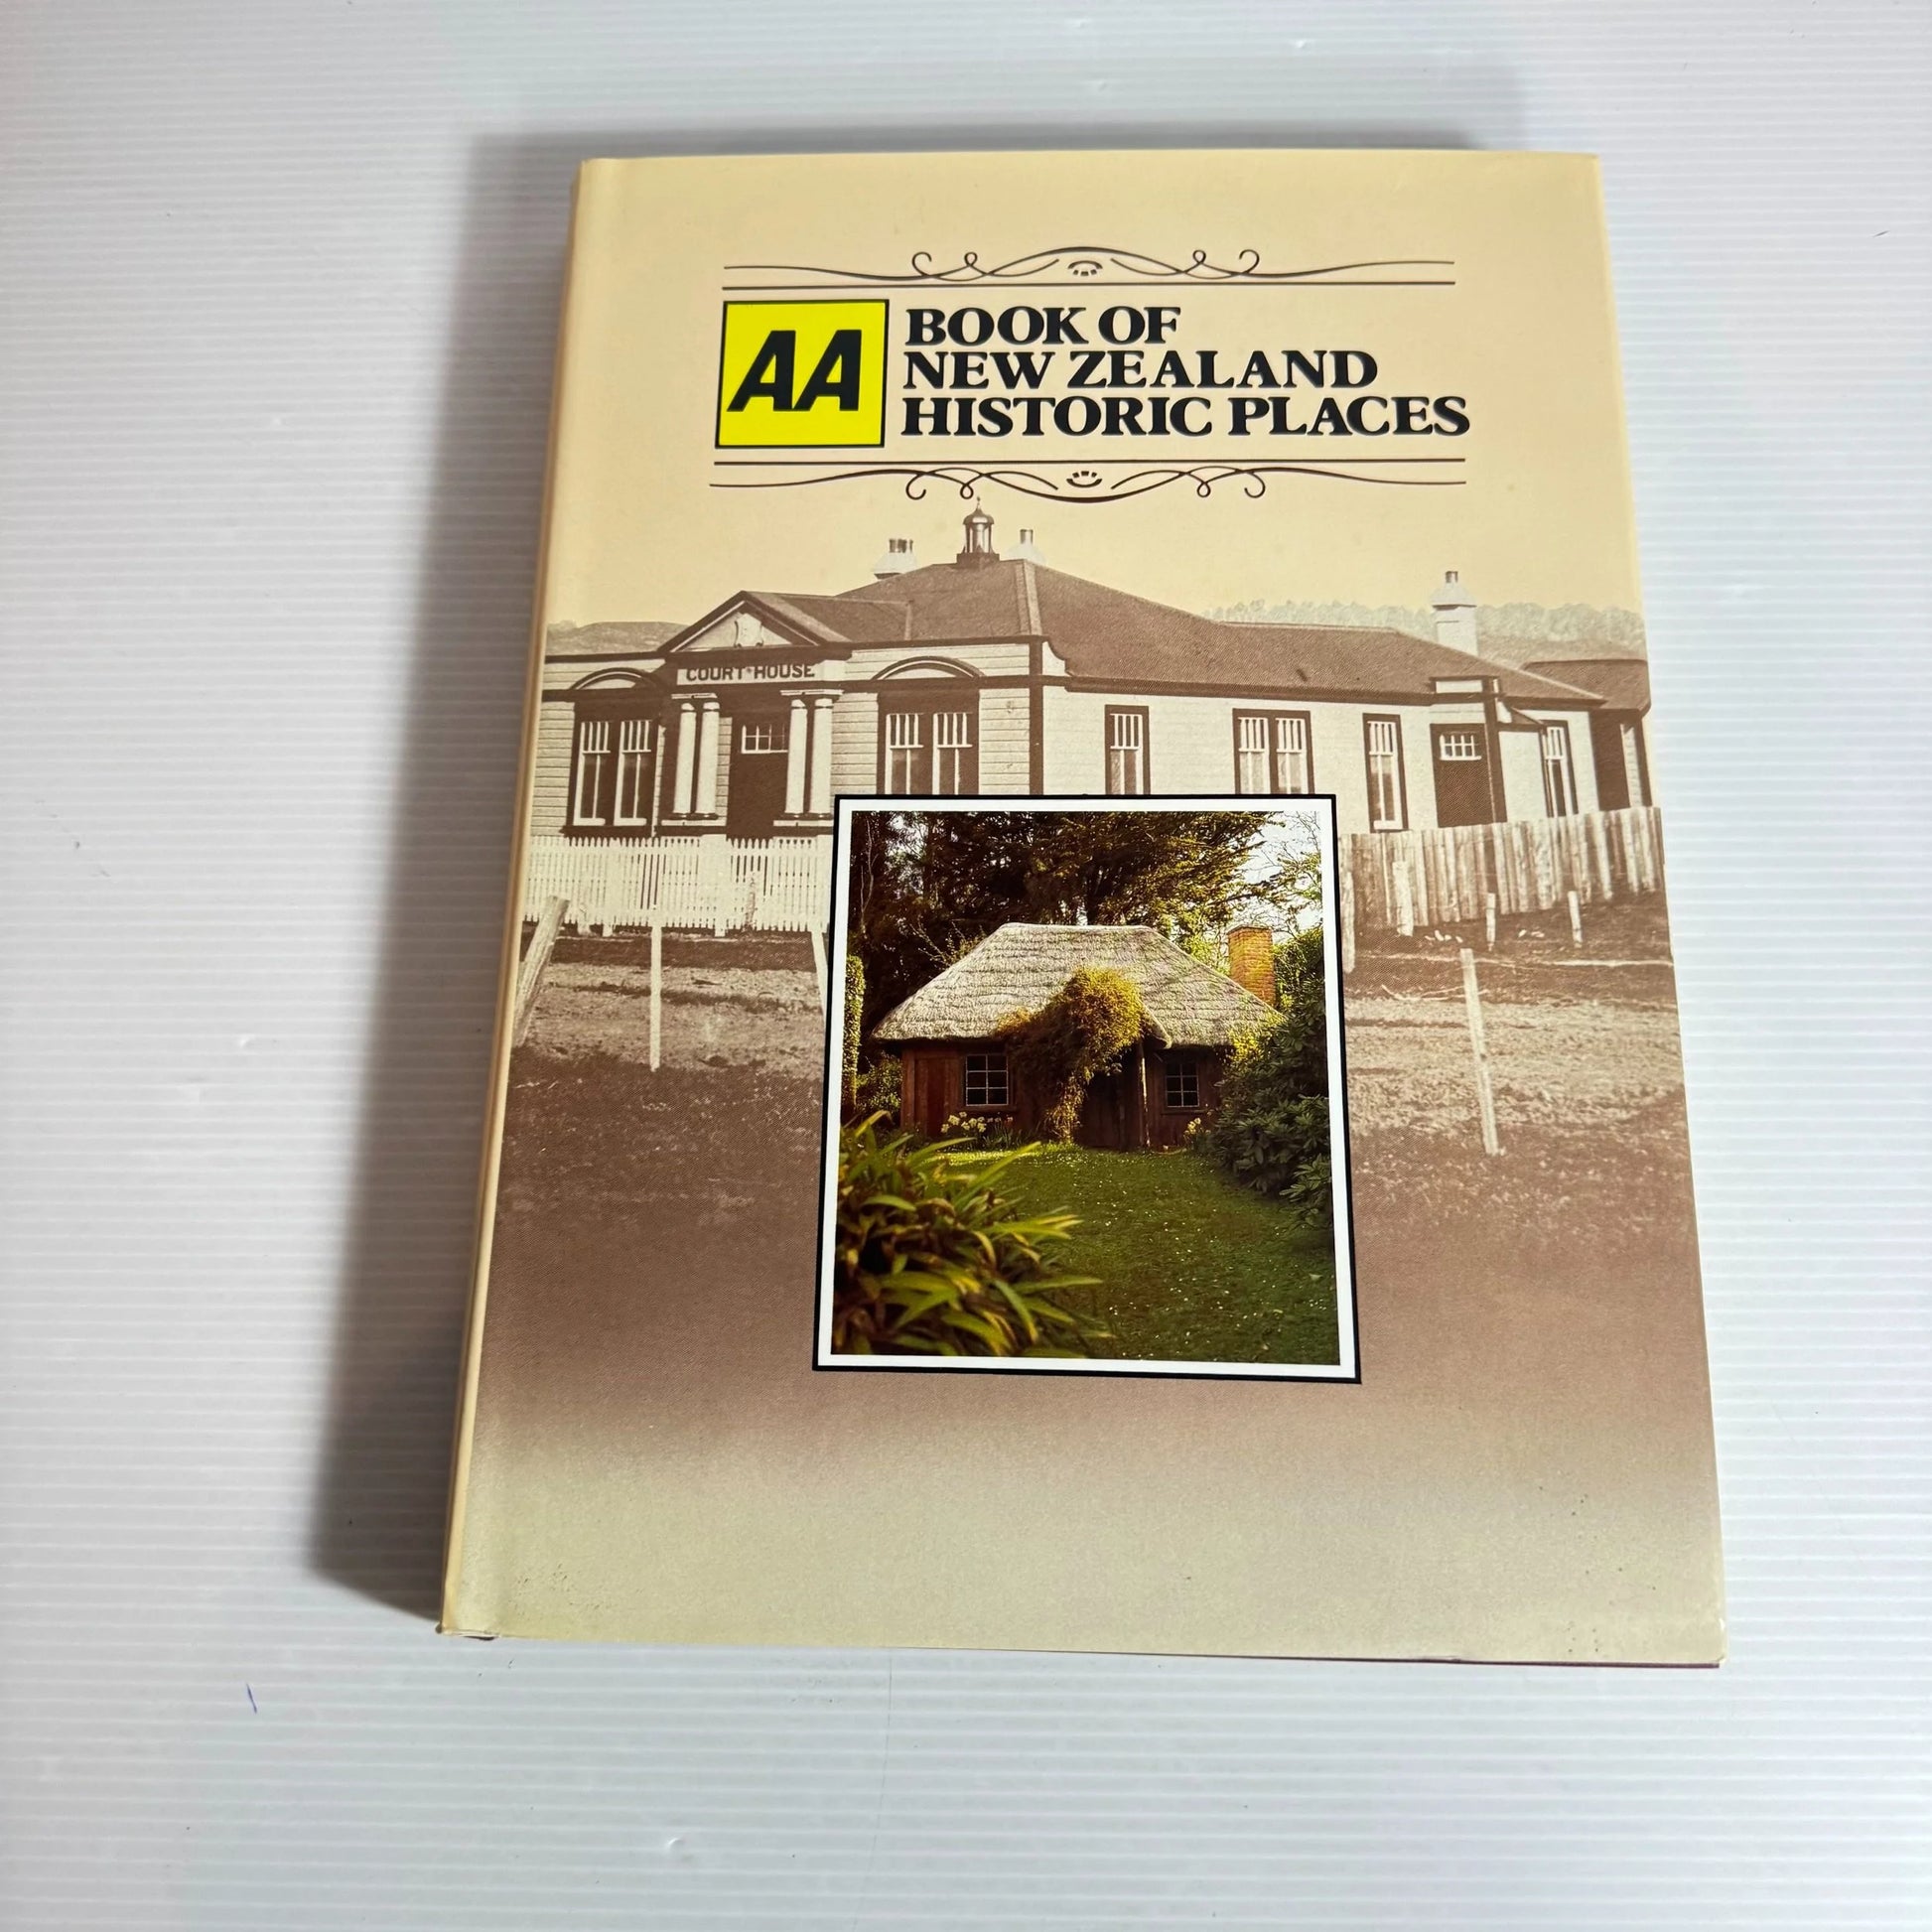 AA
BOOK OF
NEW ZEALAND
HISTORIC PLACES
COURT HOUSE